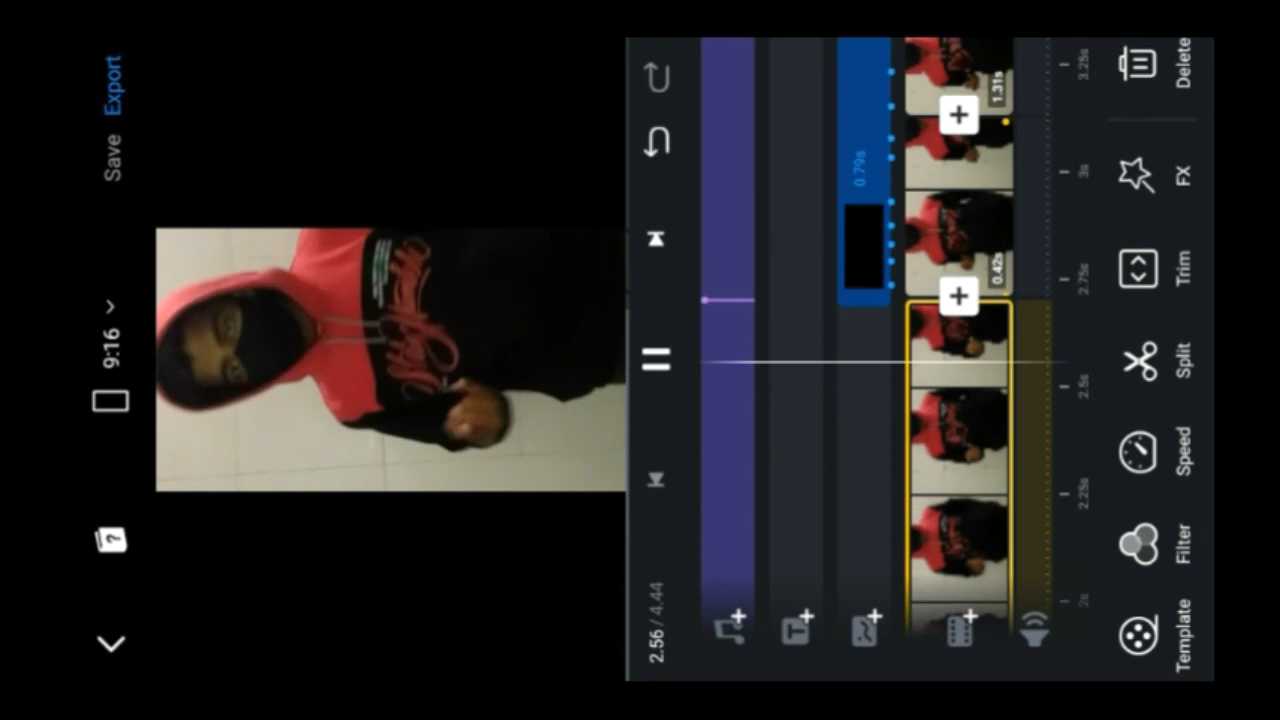 9:16
Save
Export
?
2.56 / 4.44
0.79s
T
0.42s
1.31s
2s
2.25s
2.5s
2.75s
3s
3.25s
Template
Filter
Speed
Split
Trim
FX
Delete